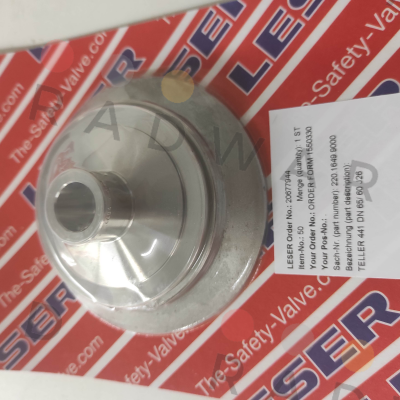 LESER
The-Safety-Valve.com
LESER Order No.: 20677944
Item-No.: 50 Menge (quantity): 1 ST
Your Order No.: ORDER FORM 1550330
Your Pos-No.:
Sach-Nr. (part number): 220.1649.9000
Bezeichnung (part description):
TELLER 441 DN 65/ 60
RADWAR